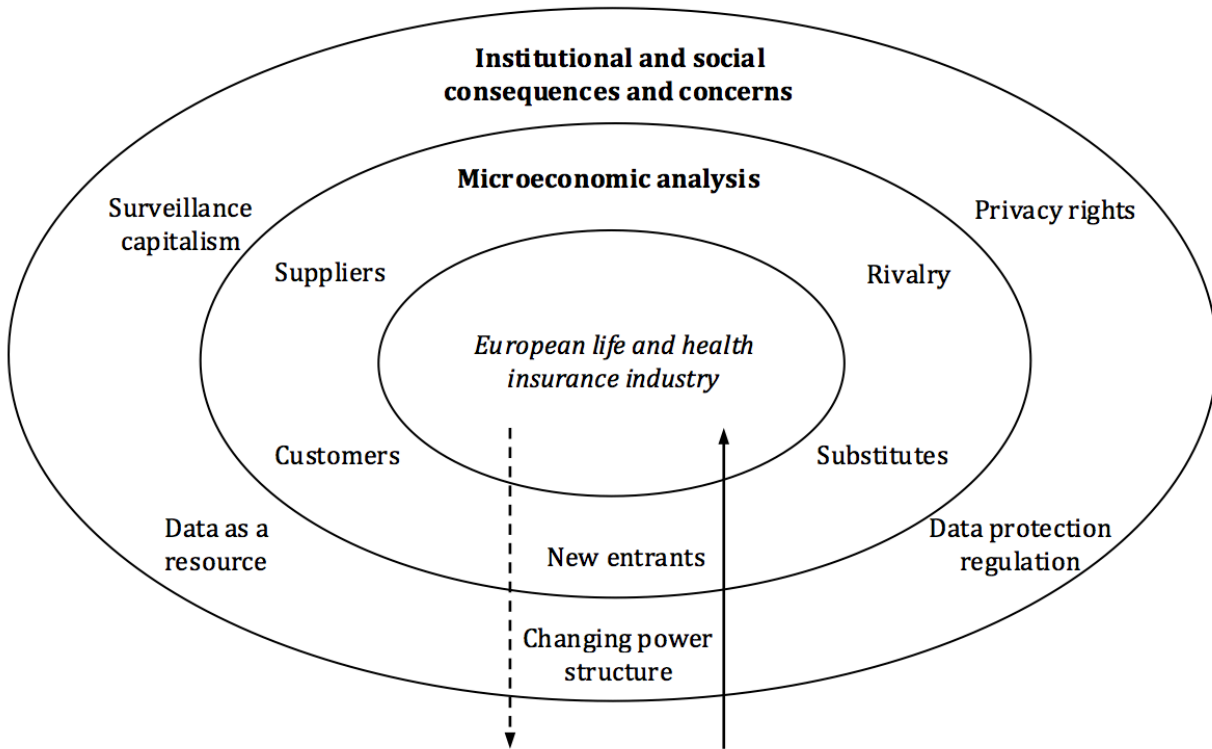 Institutional and social
consequences and concerns
Microeconomic analysis
Surveillance
capitalism
Privacy rights
Suppliers
Rivalry
European life and health
insurance industry
Customers
Substitutes
Data as a
resource
Data protection
regulation
New entrants
Changing power
structure